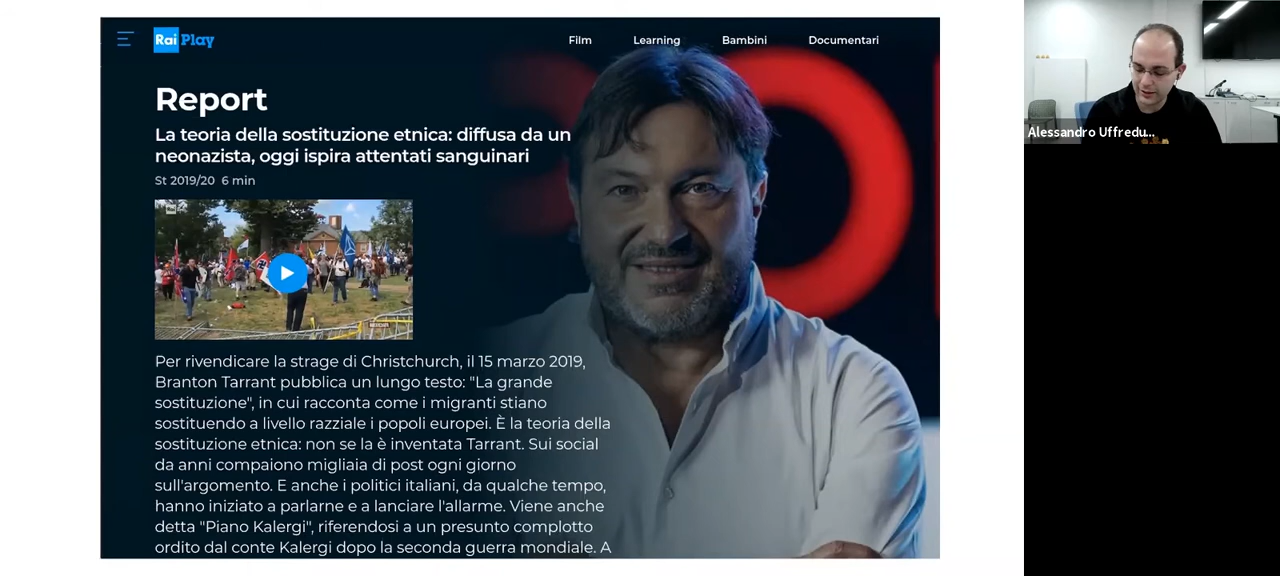 Rai Play
Film
Learning
Bambini
Documentari
Report
La teoria della sostituzione etnica: diffusa da un
neonazista, oggi ispira attentati sanguinari
St 2019/20 6 min
Rai
Per rivendicare la strage di Christchurch, il 15 marzo 2019,
Branton Tarrant pubblica un lungo testo: "La grande
sostituzione", in cui racconta come i migranti stiano
sostituendo a livello razziale i popoli europei. È la teoria della
sostituzione etnica: non se la è inventata Tarrant. Sui social
da anni compaiono migliaia di post ogni giorno
sull'argomento. E anche i politici italiani, da qualche tempo,
hanno iniziato a parlarne e a lanciare l'allarme. Viene anche
detta "Piano Kalergi", riferendosi a un presunto complotto
ordito dal conte Kalergi dopo la seconda guerra mondiale. A
Alessandro Uffredu...